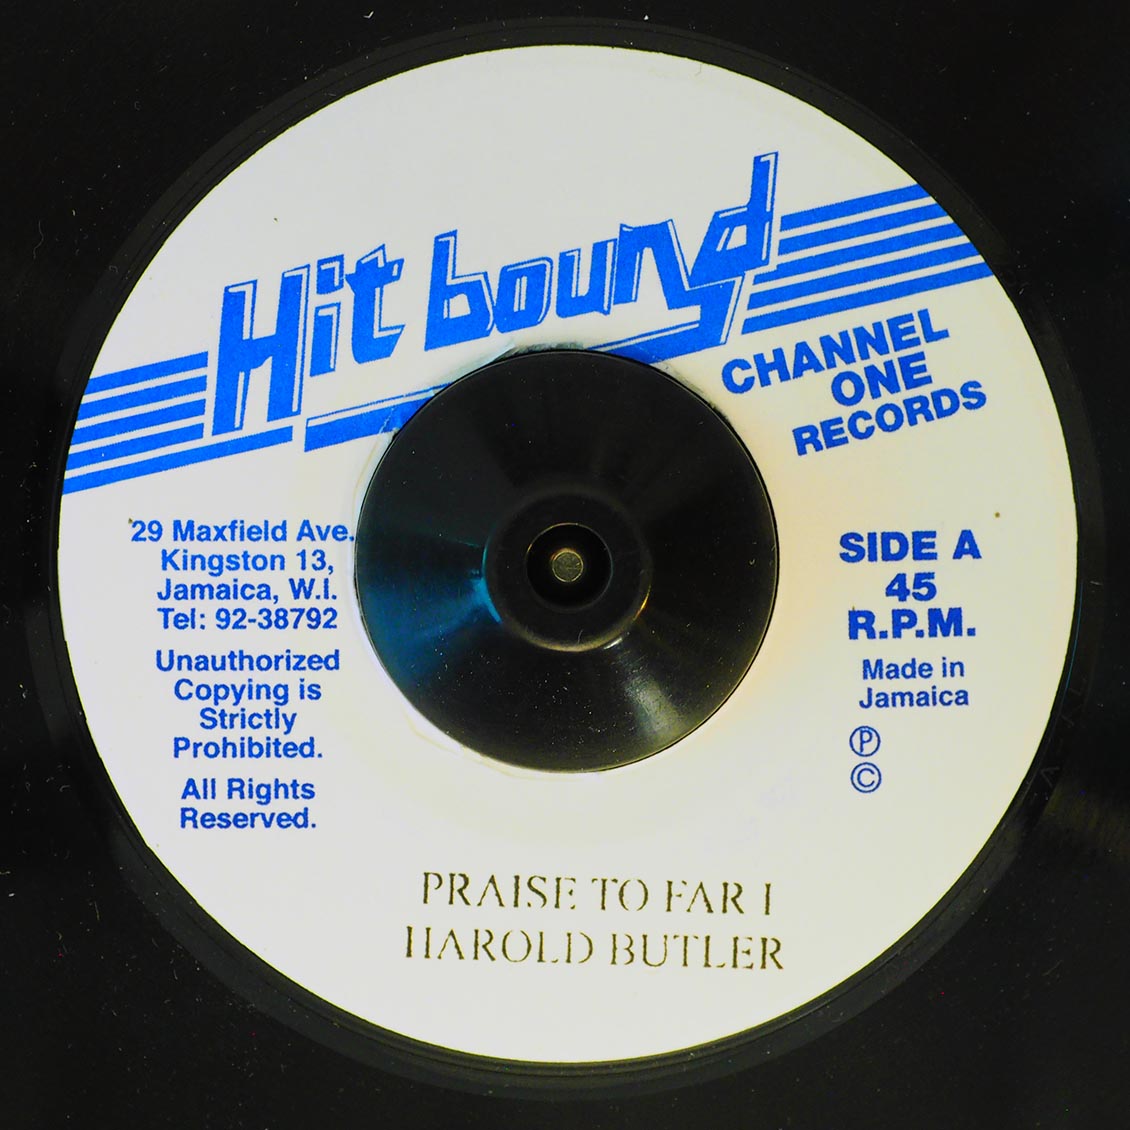 Hit bound
CHANNEL
ONE
RECORDS
29 Maxfield Ave.
Kingston 13,
Jamaica, W.I.
Tel: 92-38792
Unauthorized
Copying is
Strictly
Prohibited.
All Rights
Reserved.
SIDE A
45
R.P.M.
Made in
Jamaica
Ⓟ
©
PRAISE TO FAR I
HAROLD BUTLER